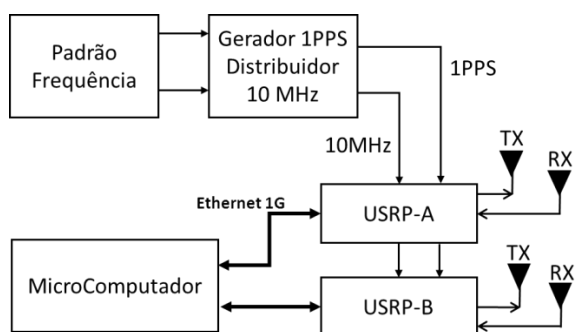 Padrão
Frequência
Gerador 1PPS
Distribuidor
10 MHz
1PPS
10MHz
TX
RX
Ethernet 1G
USRP-A
MicroComputador
TX
RX
USRP-B